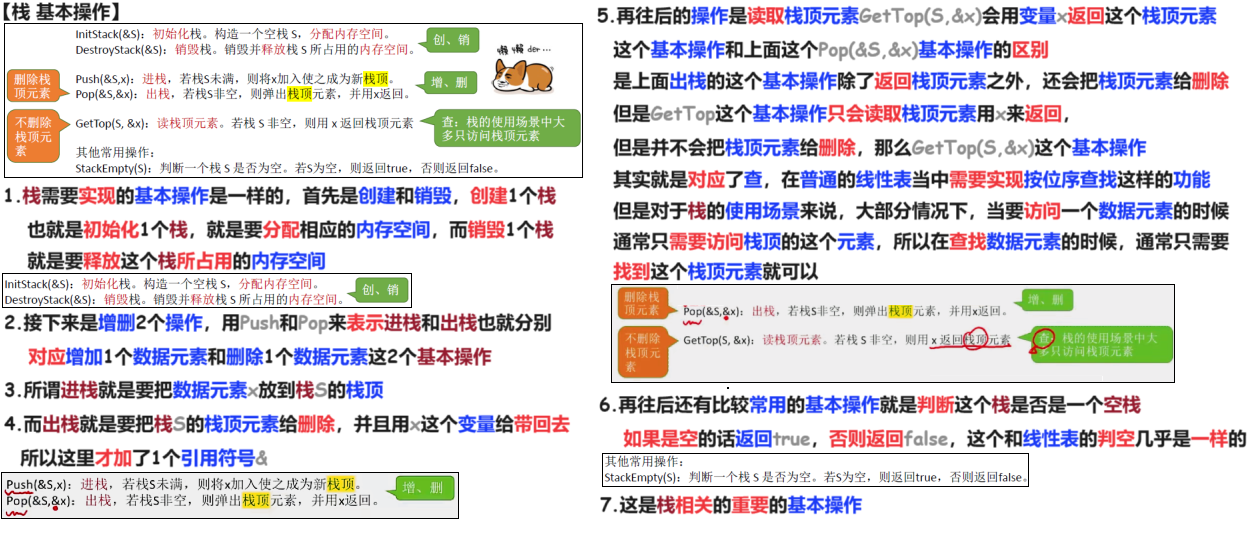 【栈 基本操作】
InitStack(&S)：初始化栈。构造一个空栈 S，分配内存空间。
DestroyStack(&S)：销毁栈。销毁并释放栈 S 所占用的内存空间。
创、销
懒 懒 der…
删除栈
顶元素
Push(&S,x)：进栈，若栈S未满，则将x加入使之成为新栈顶。
Pop(&S,&x)：出栈，若栈S非空，则弹出栈顶元素，并用x返回。
增、删
不删除
栈顶元
素
GetTop(S, &x)：读栈顶元素。若栈 S 非空，则用 x 返回栈顶元素
查：栈的使用场景中大
多只访问栈顶元素
其他常用操作：
StackEmpty(S)：判断一个栈 S 是否为空。若S为空，则返回true，否则返回false。
1.栈需要实现的基本操作是一样的，首先是创建和销毁，创建1个栈
也就是初始化1个栈，就是要分配相应的内存空间，而销毁1个栈
就是要释放这个栈所占用的内存空间
InitStack(&S)：初始化栈。构造一个空栈 S，分配内存空间。
DestroyStack(&S)：销毁栈。销毁并释放栈 S 所占用的内存空间。
创、销
2.接下来是增删2个操作，用Push和Pop来表示进栈和出栈也就分别
对应增加1个数据元素和删除1个数据元素这2个基本操作
3.所谓进栈就是要把数据元素x放到栈S的栈顶
4.而出栈就是要把栈S的栈顶元素给删除，并且用x这个变量给带回去
所以这里才加了1个引用符号&
Push(&S,x)：进栈，若栈S未满，则将x加入使之成为新栈顶。
Pop(&S,&x)：出栈，若栈S非空，则弹出栈顶元素，并用x返回。
增、删
5.再往后的操作是读取栈顶元素GetTop(S,&x)会用变量x返回这个栈顶元素
这个基本操作和上面这个Pop(&S,&x)基本操作的区别
是上面出栈的这个基本操作除了返回栈顶元素之外，还会把栈顶元素给删除
但是GetTop这个基本操作只会读取栈顶元素用x来返回，
但是并不会把栈顶元素给删除，那么GetTop(S,&x)这个基本操作
其实就是对应了查，在普通的线性表当中需要实现按位序查找这样的功能
但是对于栈的使用场景来说，大部分情况下，当要访问一个数据元素的时候
通常只需要访问栈顶的这个元素，所以在查找数据元素的时候，通常只需要
找到这个栈顶元素就可以
删除栈
顶元素
Pop(&S,&x)：出栈，若栈S非空，则弹出栈顶元素，并用x返回。
增、删
不删除
栈顶元
素
GetTop(S, &x)：读栈顶元素。若栈 S 非空，则用 x 返回栈顶元素
查：栈的使用场景中大
多只访问栈顶元素
6.再往后还有比较常用的基本操作就是判断这个栈是否是一个空栈
如果是空的话返回true，否则返回false，这个和线性表的判空几乎是一样的
其他常用操作：
StackEmpty(S)：判断一个栈 S 是否为空。若S为空，则返回true，否则返回false。
7.这是栈相关的重要的基本操作